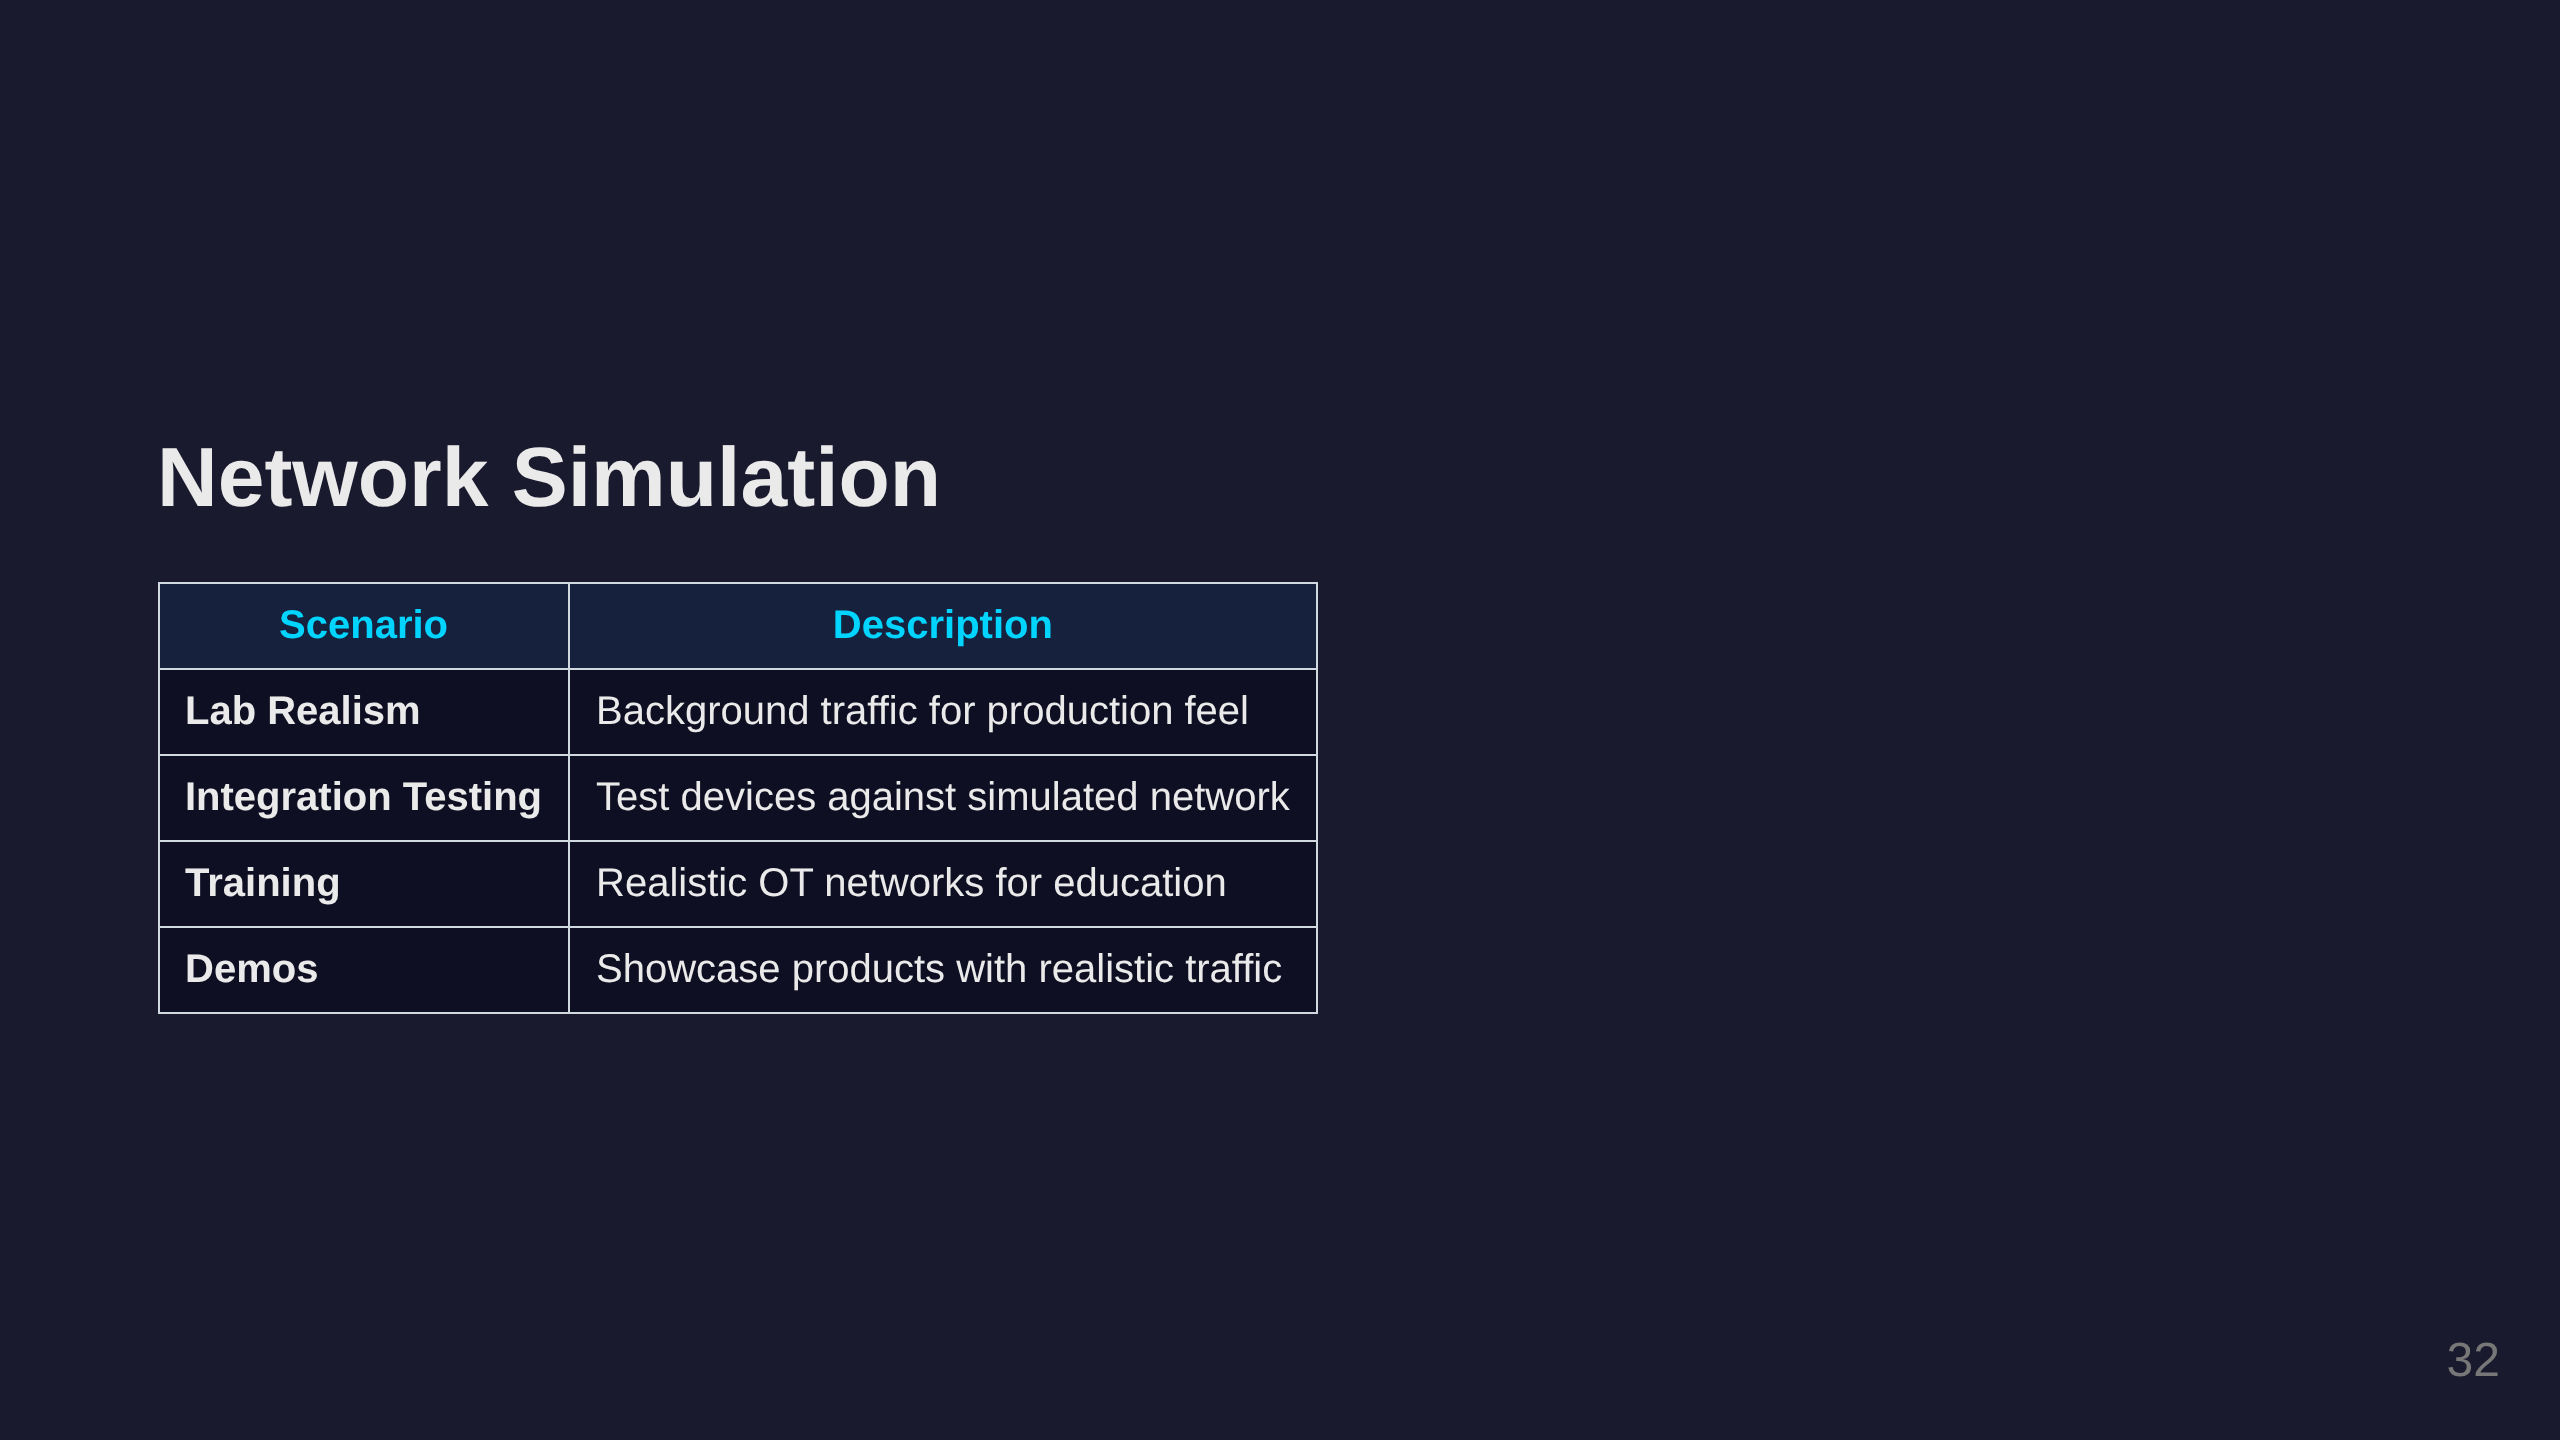 Network Simulation
Scenario Description
Lab Realism Background traffic for production feel
Integration Testing Test devices against simulated network
Training Realistic OT networks for education
Demos Showcase products with realistic traffic
32